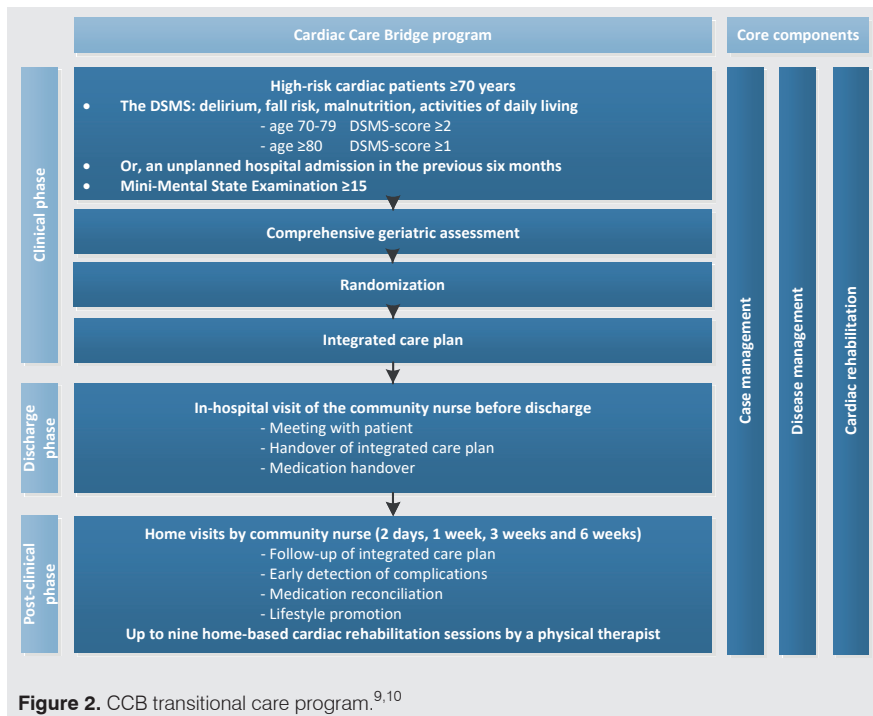 Cardiac Care Bridge program
Core components
Clinical phase
High-risk cardiac patients ≥70 years
• The DSMS: delirium, fall risk, malnutrition, activities of daily living
- age 70-79 DSMS-score ≥2
- age ≥80 DSMS-score ≥1
• Or, an unplanned hospital admission in the previous six months
• Mini-Mental State Examination ≥15
Comprehensive geriatric assessment
Randomization
Integrated care plan
Discharge
phase
In-hospital visit of the community nurse before discharge
- Meeting with patient
- Handover of integrated care plan
- Medication handover
Post-clinical
phase
Home visits by community nurse (2 days, 1 week, 3 weeks and 6 weeks)
- Follow-up of integrated care plan
- Early detection of complications
- Medication reconciliation
- Lifestyle promotion
Up to nine home-based cardiac rehabilitation sessions by a physical therapist
Case management
Disease management
Cardiac rehabilitation
Figure 2. CCB transitional care program.9,10